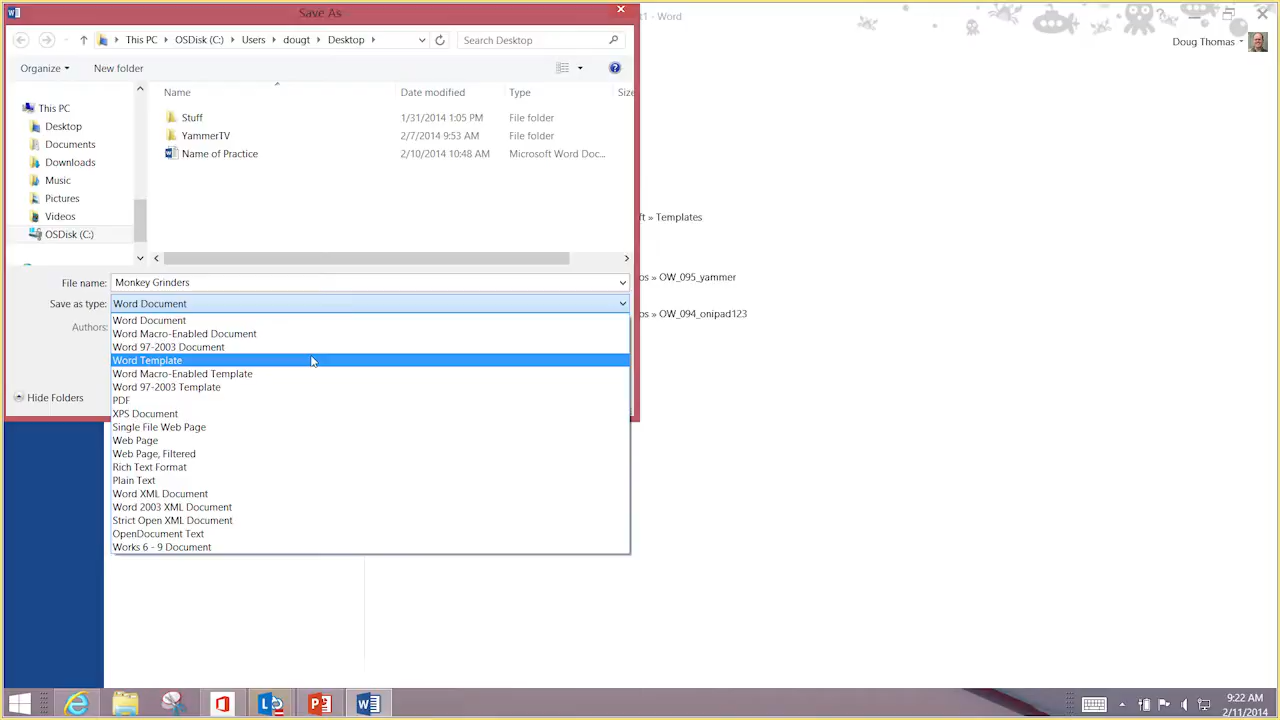 Save As
t1 - Word
This PC
OSDisk (C:)
Users
dougt
Desktop
Search Desktop
Doug Thomas
Organize
New folder
Name
Date modified
Type
Size
This PC
Desktop
Documents
Downloads
Music
Pictures
Videos
OSDisk (C:)
Stuff
1/31/2014 1:05 PM
File folder
YammerTV
2/7/2014 9:53 AM
File folder
Name of Practice
2/10/2014 10:48 AM
Microsoft Word Doc...
ft » Templates
os » OW_095_yammer
os » OW_094_onipad123
File name:
Monkey Grinders
Save as type:
Word Document
Authors:
Word Document
Word Macro-Enabled Document
Word 97-2003 Document
Word Template
Word Macro-Enabled Template
Word 97-2003 Template
PDF
XPS Document
Single File Web Page
Web Page
Web Page, Filtered
Rich Text Format
Plain Text
Word XML Document
Word 2003 XML Document
Strict Open XML Document
OpenDocument Text
Works 6 - 9 Document
Hide Folders
9:22 AM
2/11/2014